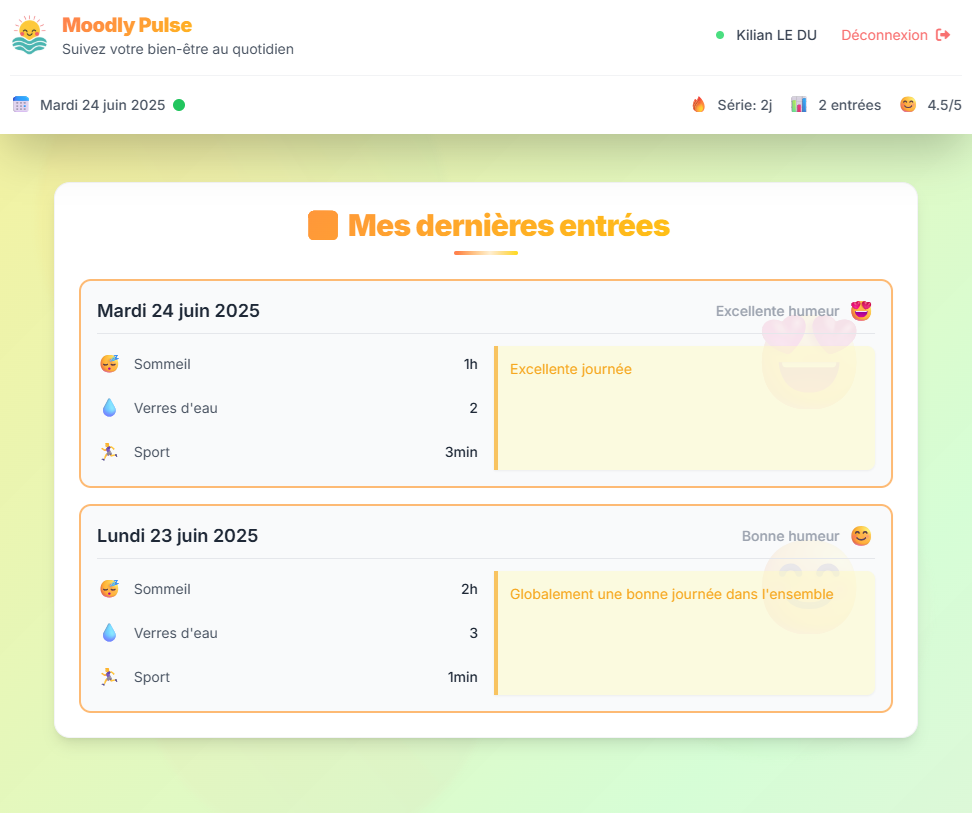 Moodly Pulse
Suivez votre bien-être au quotidien
Kilian LE DU
Déconnexion
Mardi 24 juin 2025
Série: 2j
2 entrées
4.5/5
Mes dernières entrées
Mardi 24 juin 2025
Excellente humeur
Sommeil 1h
Verres d'eau 2
Sport 3min
Excellente journée
Lundi 23 juin 2025
Bonne humeur
Sommeil 2h
Verres d'eau 3
Sport 1min
Globalement une bonne journée dans l'ensemble